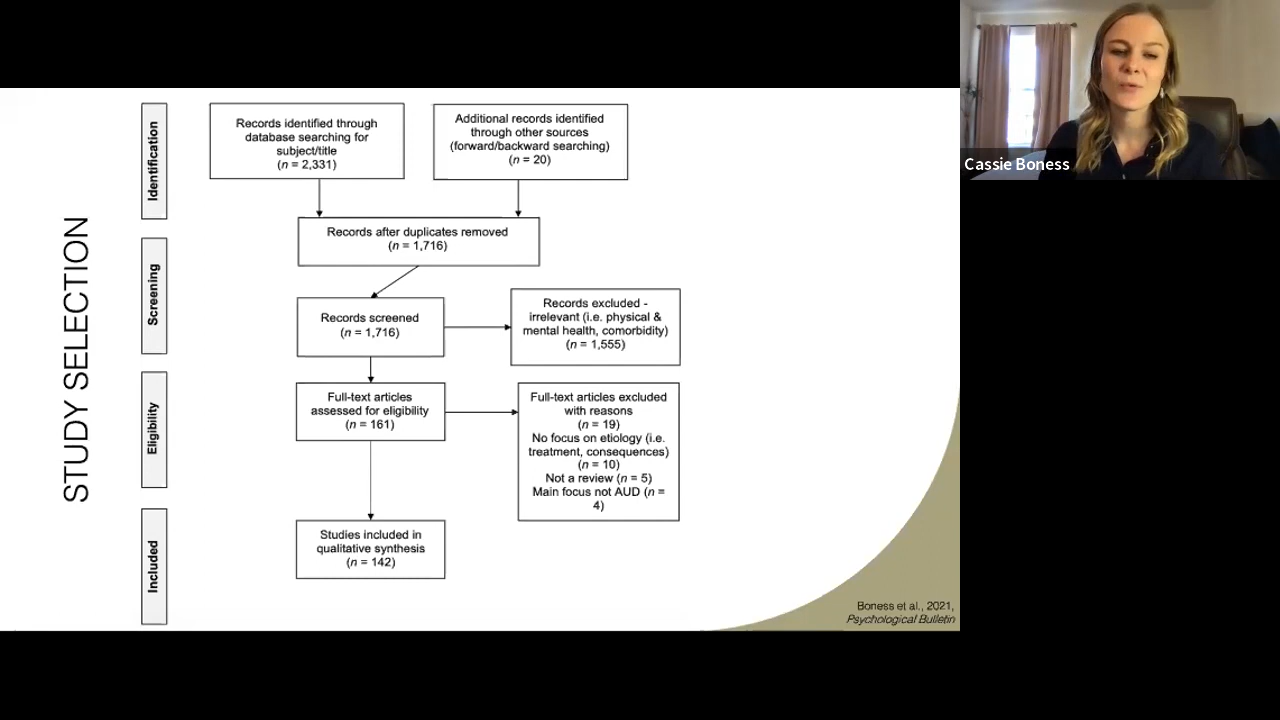 STUDY SELECTION
Identification
Records identified through
database searching for
subject/title
(n = 2,331)
Additional records identified
through other sources
(forward/backward searching)
(n = 20)
Records after duplicates removed
(n = 1,716)
Screening
Records screened
(n = 1,716)
Records excluded -
irrelevant (i.e. physical &
mental health, comorbidity)
(n = 1,555)
Eligibility
Full-text articles
assessed for eligibility
(n = 161)
Full-text articles excluded
with reasons
(n = 19)
No focus on etiology (i.e.
treatment, consequences)
(n = 10)
Not a review (n = 5)
Main focus not AUD (n =
4)
Included
Studies included in
qualitative synthesis
(n = 142)
Boness et al., 2021,
Psychological Bulletin
Cassie Boness